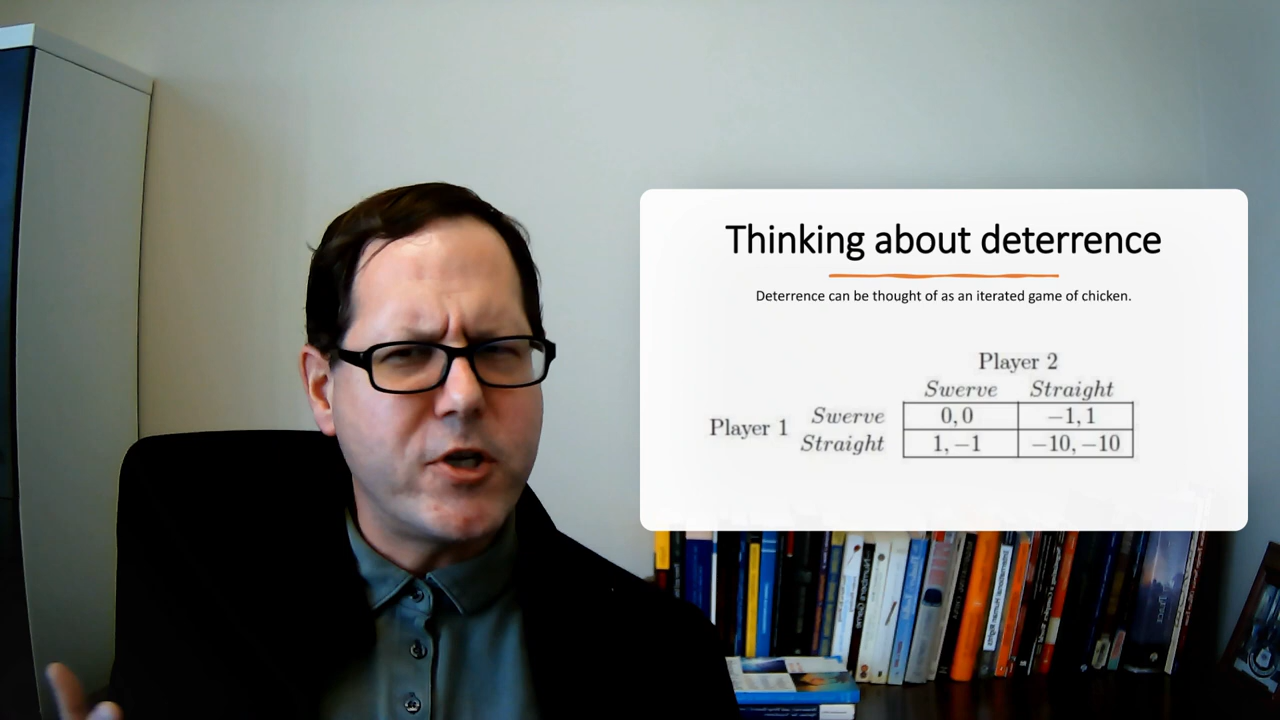 Thinking about deterrence
Deterrence can be thought of as an iterated game of chicken.
Player 2
Swerve Straight
Player 1 Swerve 0, 0 −1, 1
Straight 1, −1 −10, −10